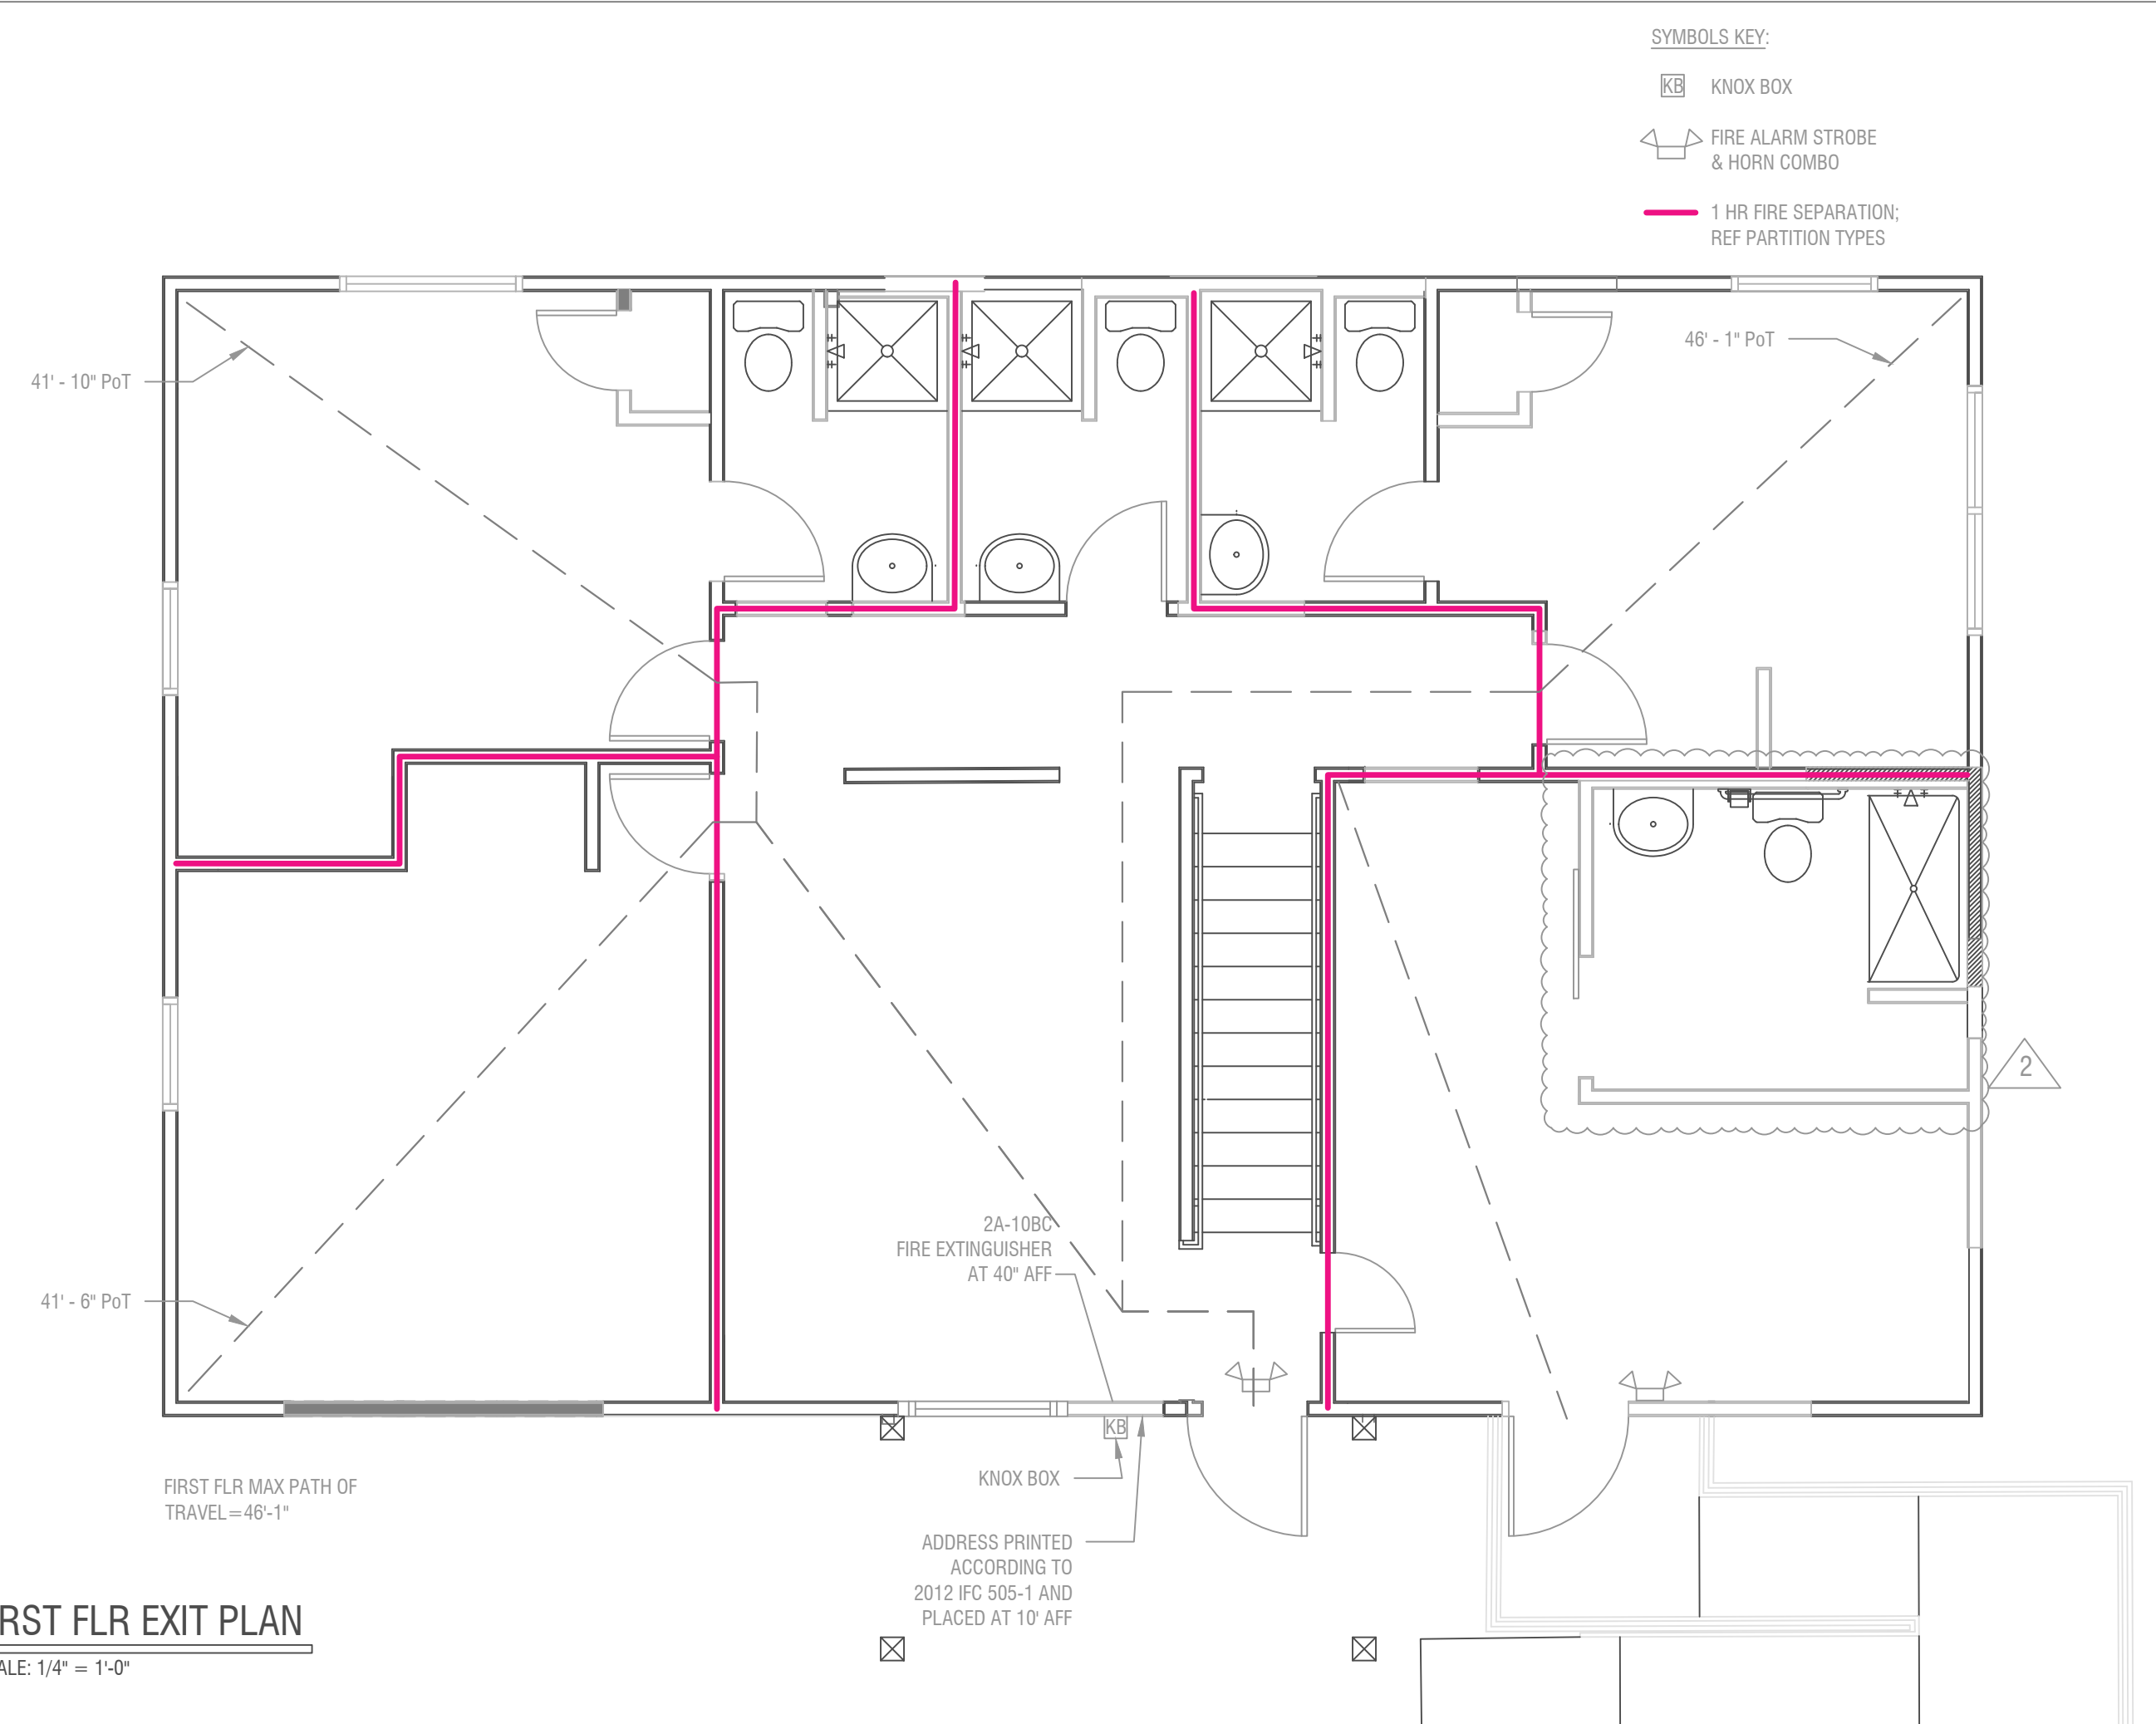 SYMBOLS KEY:
KB KNOX BOX
FIRE ALARM STROBE
& HORN COMBO
1 HR FIRE SEPARATION;
REF PARTITION TYPES
46' - 1" PoT
41' - 10" PoT
2
2A-10BC
FIRE EXTINGUISHER
AT 40" AFF
41' - 6" PoT
KB
KNOX BOX
FIRST FLR MAX PATH OF
TRAVEL=46'-1"
ADDRESS PRINTED
ACCORDING TO
2012 IFC 505-1 AND
PLACED AT 10' AFF
RST FLR EXIT PLAN
ALE: 1/4" = 1'-0"